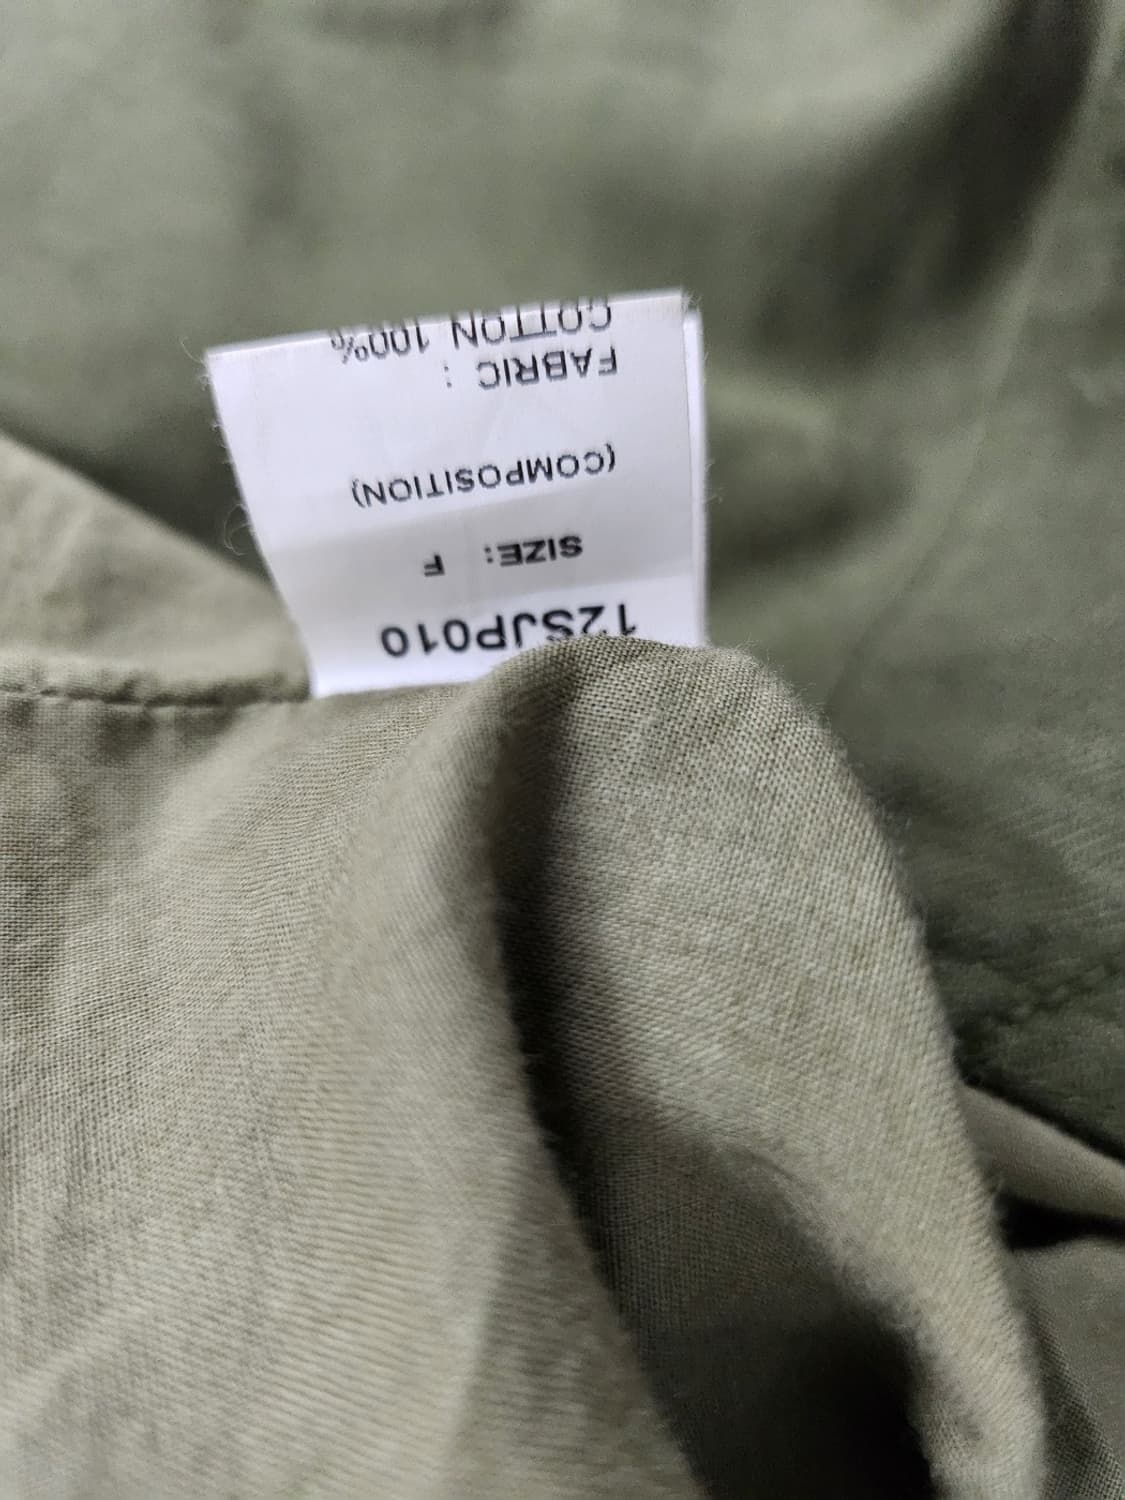 12SJP010
SIZE: F
(COMPOSITION)
FABRIC :
COTTON 100%